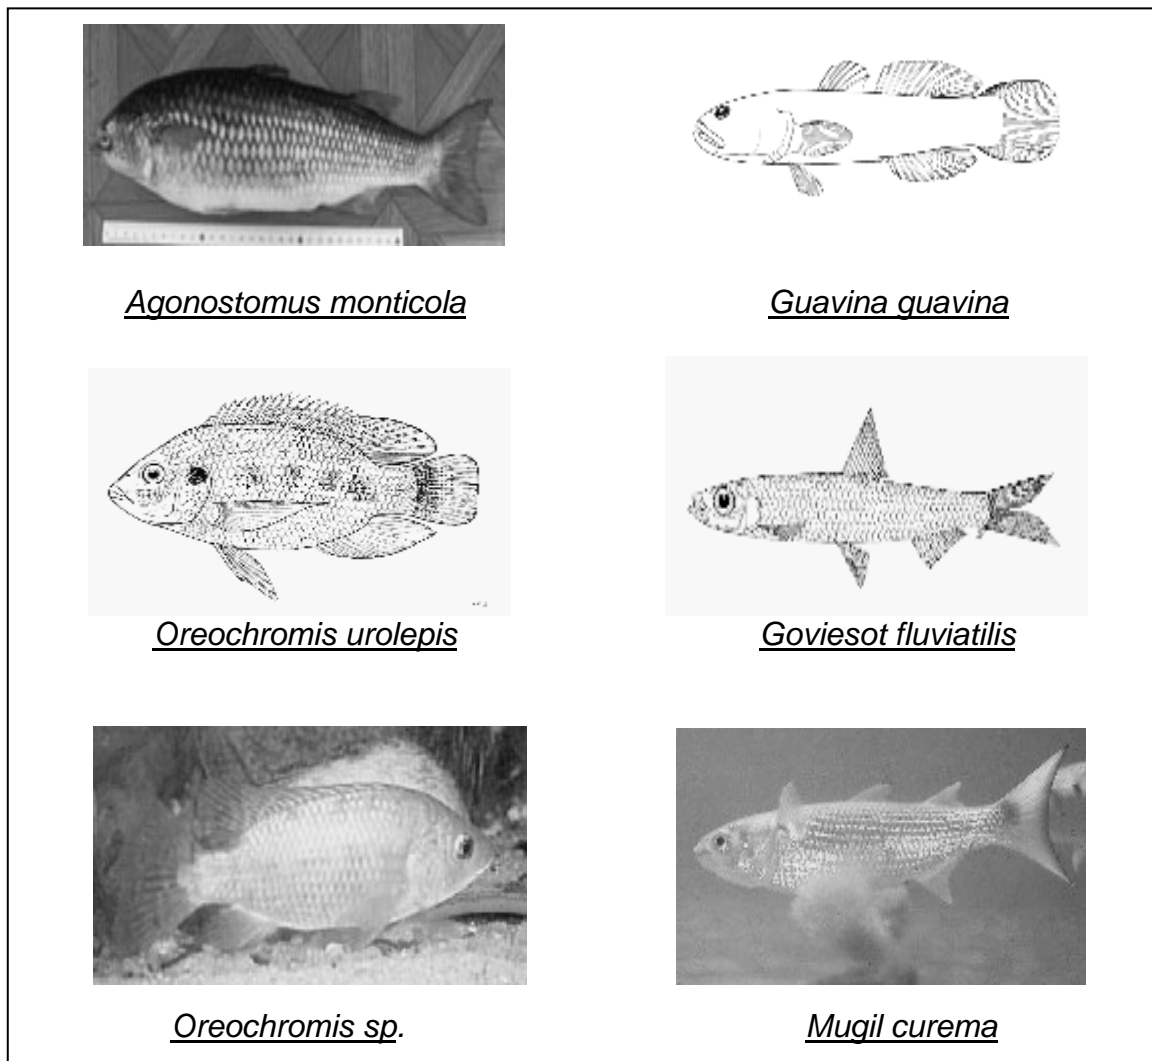 Agonostomus monticola
Guavina guavina
Oreochromis urolepis
Goviesot fluviatilis
Oreochromis sp.
Mugil curema